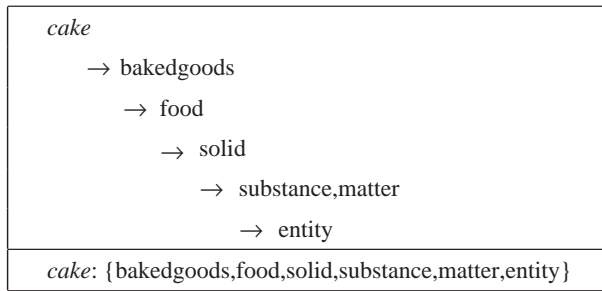 cake
→ bakedgoods
→ food
→ solid
→ substance,matter
→ entity
cake: {bakedgoods,food,solid,substance,matter,entity}